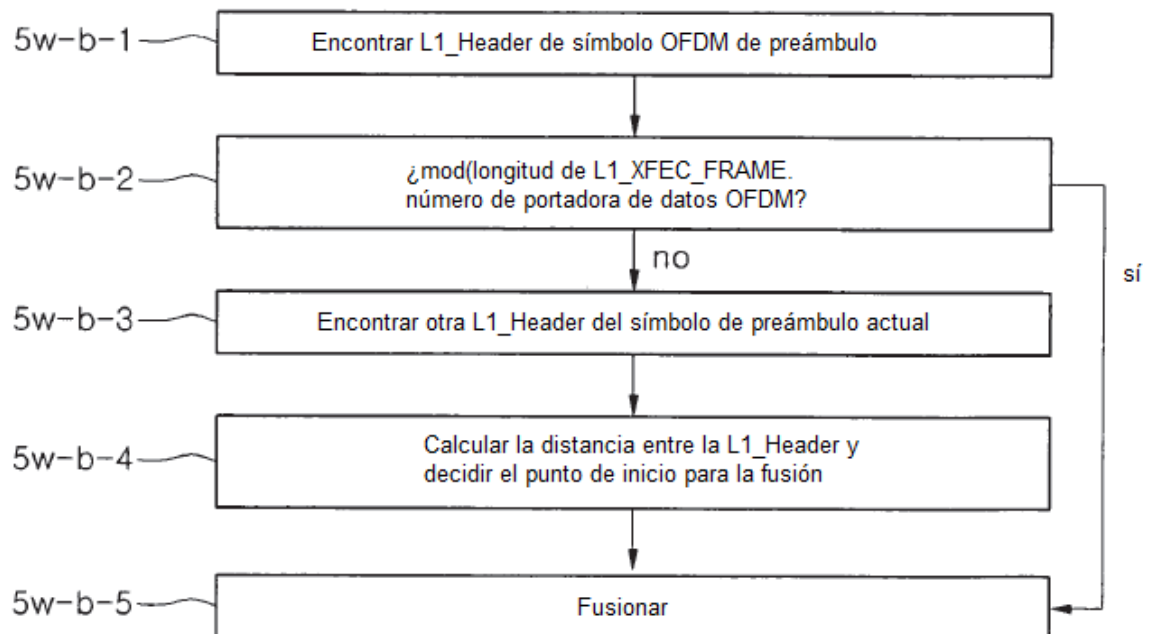 5w-b-1
Encontrar L1_Header de símbolo OFDM de preámbulo
5w-b-2
¿mod(longitud de L1_XFEC_FRAME.
número de portadora de datos OFDM?
no
sí
5w-b-3
Encontrar otra L1_Header del símbolo de preámbulo actual
5w-b-4
Calcular la distancia entre la L1_Header y
decidir el punto de inicio para la fusión
5w-b-5
Fusionar